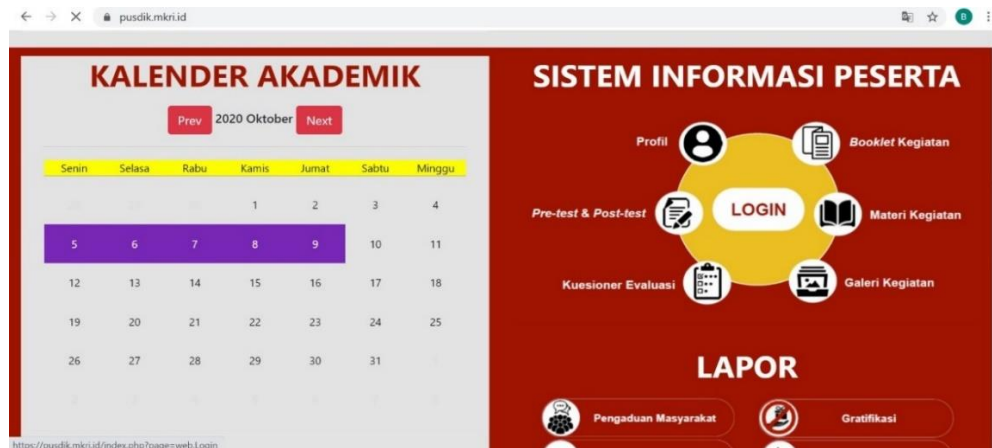 pusdik.mkri.id
B
KALENDER AKADEMIK
Prev 2020 Oktober Next
Senin Selasa Rabu Kamis Jumat Sabtu Minggu
1 2 3 4
5 6 7 8 9 10 11
12 13 14 15 16 17 18
19 20 21 22 23 24 25
26 27 28 29 30 31
SISTEM INFORMASI PESERTA
Profil
Booklet Kegiatan
Pre-test & Post-test
LOGIN
Materi Kegiatan
Kuesioner Evaluasi
Galeri Kegiatan
LAPOR
Pengaduan Masyarakat
Gratifikasi
https://pusdik.mkri.id/index.php?page=web.Login